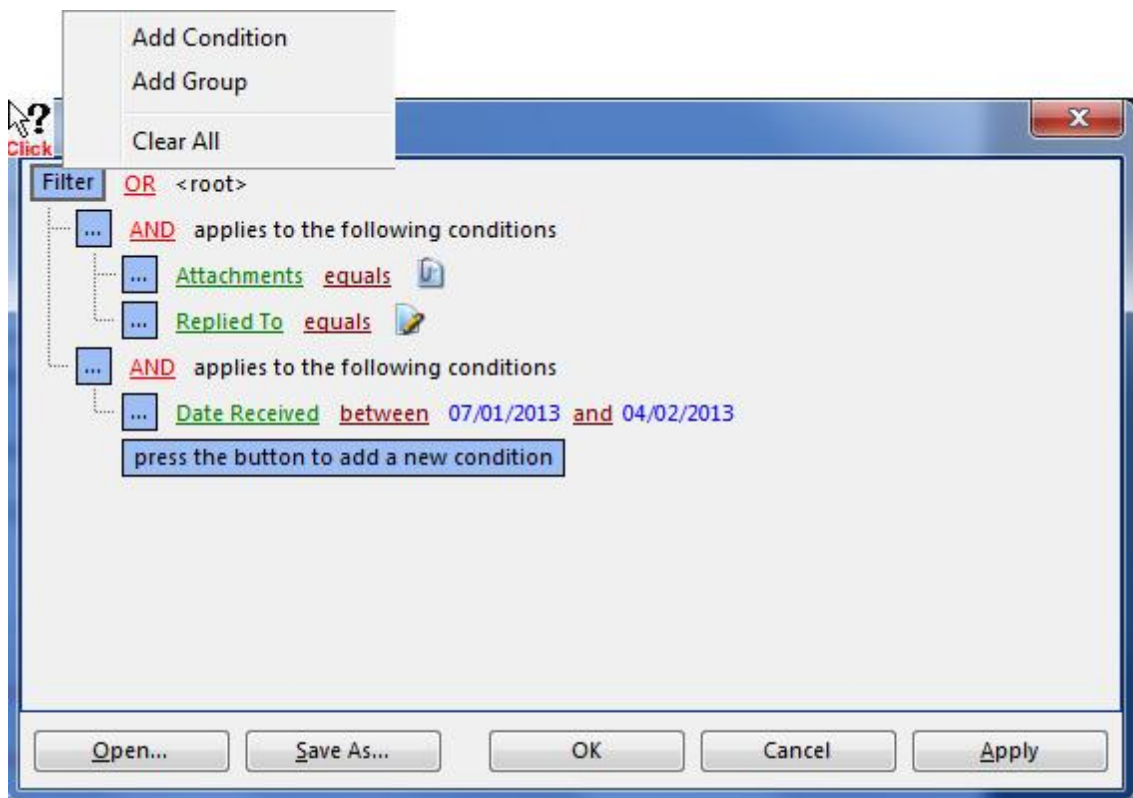 Add Condition
Add Group
Clear All
?
Click
x
Filter OR <root>
... AND applies to the following conditions
... Attachments equals
... Replied To equals
... AND applies to the following conditions
... Date Received between 07/01/2013 and 04/02/2013
press the button to add a new condition
Open... Save As... OK Cancel Apply